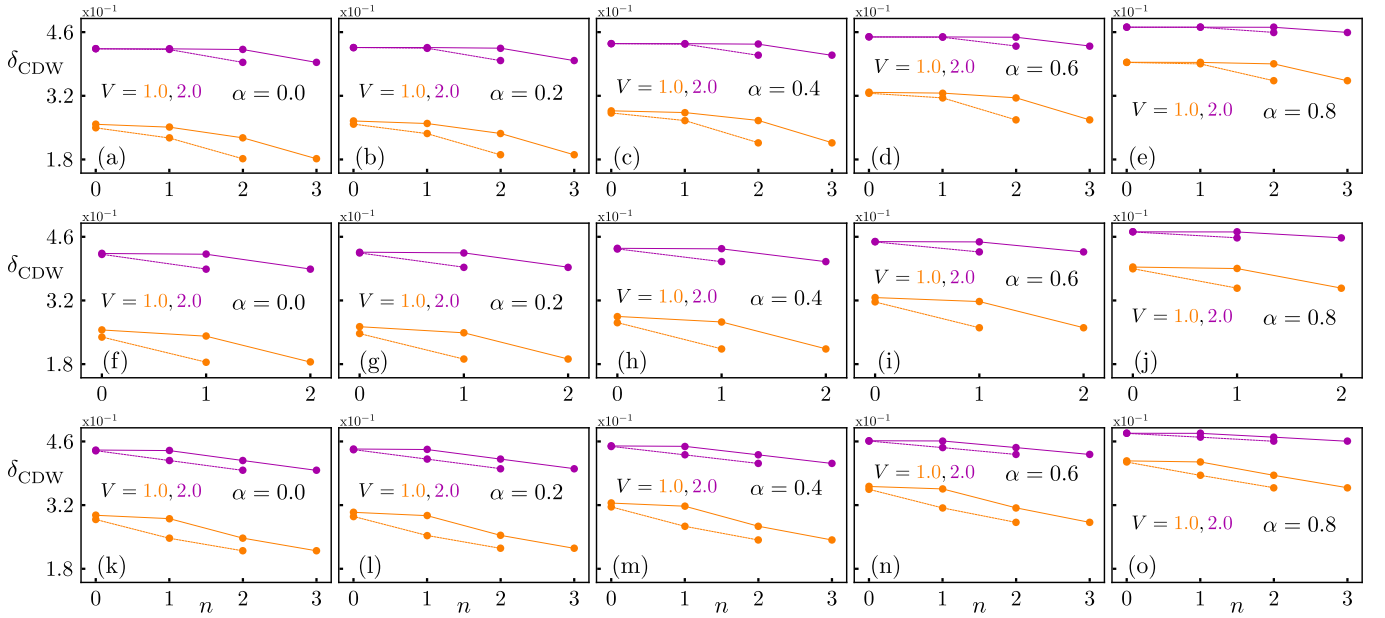 x10⁻¹ x10⁻¹ x10⁻¹ x10⁻¹ x10⁻¹
4.6
δ_CDW
3.2
1.8
V = 1.0, 2.0 α = 0.0
V = 1.0, 2.0 α = 0.2
V = 1.0, 2.0 α = 0.4
V = 1.0, 2.0 α = 0.6
V = 1.0, 2.0 α = 0.8
(a) (b) (c) (d) (e)
0 1 2 3 0 1 2 3 0 1 2 3 0 1 2 3 0 1 2 3
x10⁻¹ x10⁻¹ x10⁻¹ x10⁻¹ x10⁻¹
4.6
δ_CDW
3.2
1.8
V = 1.0, 2.0 α = 0.0
V = 1.0, 2.0 α = 0.2
V = 1.0, 2.0 α = 0.4
V = 1.0, 2.0 α = 0.6
V = 1.0, 2.0 α = 0.8
(f) (g) (h) (i) (j)
0 1 2 0 1 2 0 1 2 0 1 2 0 1 2
x10⁻¹ x10⁻¹ x10⁻¹ x10⁻¹ x10⁻¹
4.6
δ_CDW
3.2
1.8
V = 1.0, 2.0 α = 0.0
V = 1.0, 2.0 α = 0.2
V = 1.0, 2.0 α = 0.4
V = 1.0, 2.0 α = 0.6
V = 1.0, 2.0 α = 0.8
(k) (l) (m) (n) (o)
0 1 2 3 0 1 2 3 0 1 2 3 0 1 2 3 0 1 2 3
n n n n n